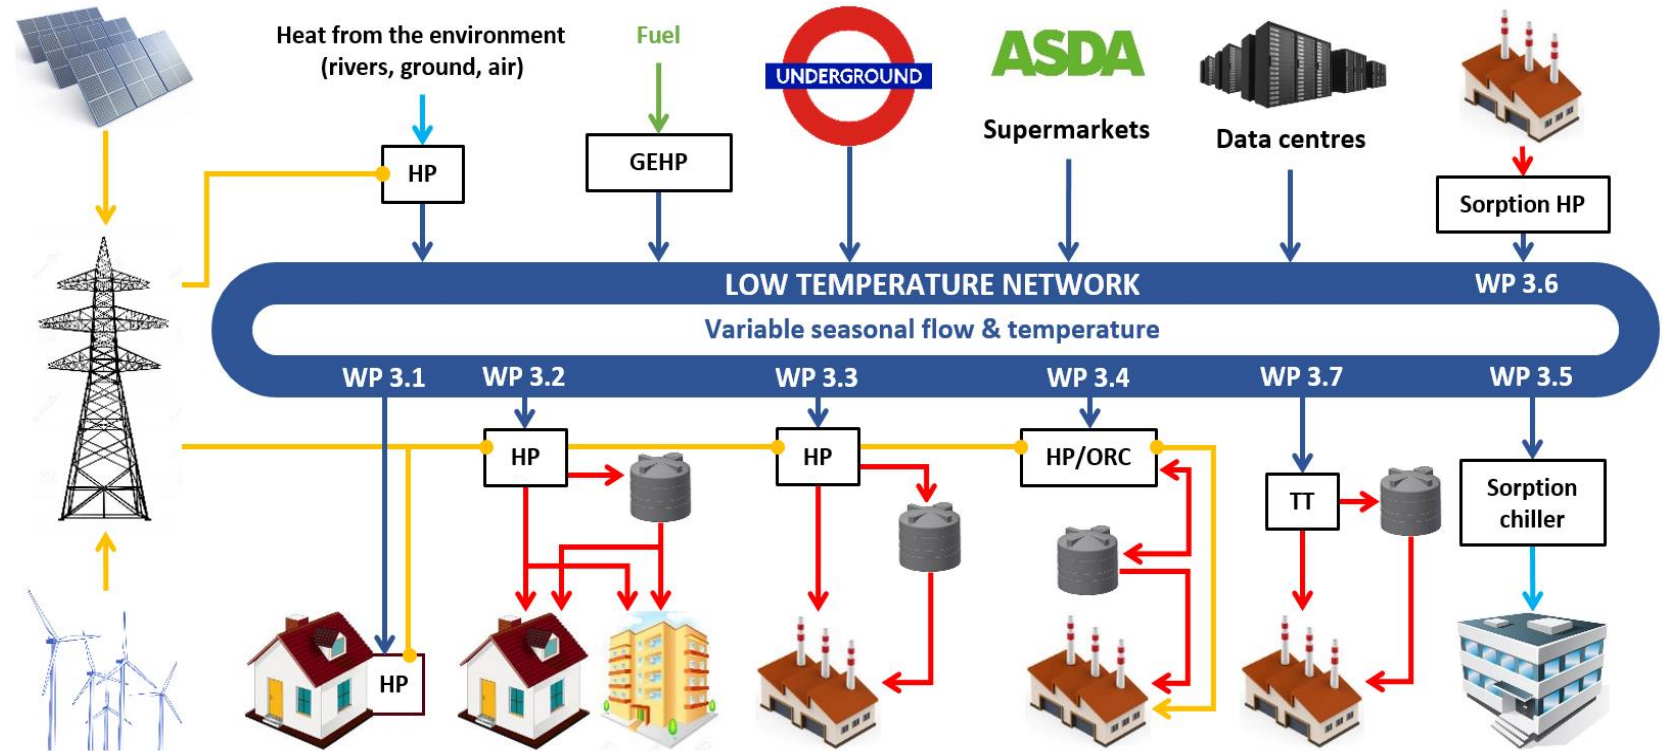 Heat from the environment
(rivers, ground, air)
Fuel
UNDERGROUND
ASDA
Supermarkets
Data centres
HP
GEHP
Sorption HP
LOW TEMPERATURE NETWORK
WP 3.6
Variable seasonal flow & temperature
WP 3.1
WP 3.2
WP 3.3
WP 3.4
WP 3.7
WP 3.5
HP
HP
HP/ORC
TT
Sorption
chiller
HP